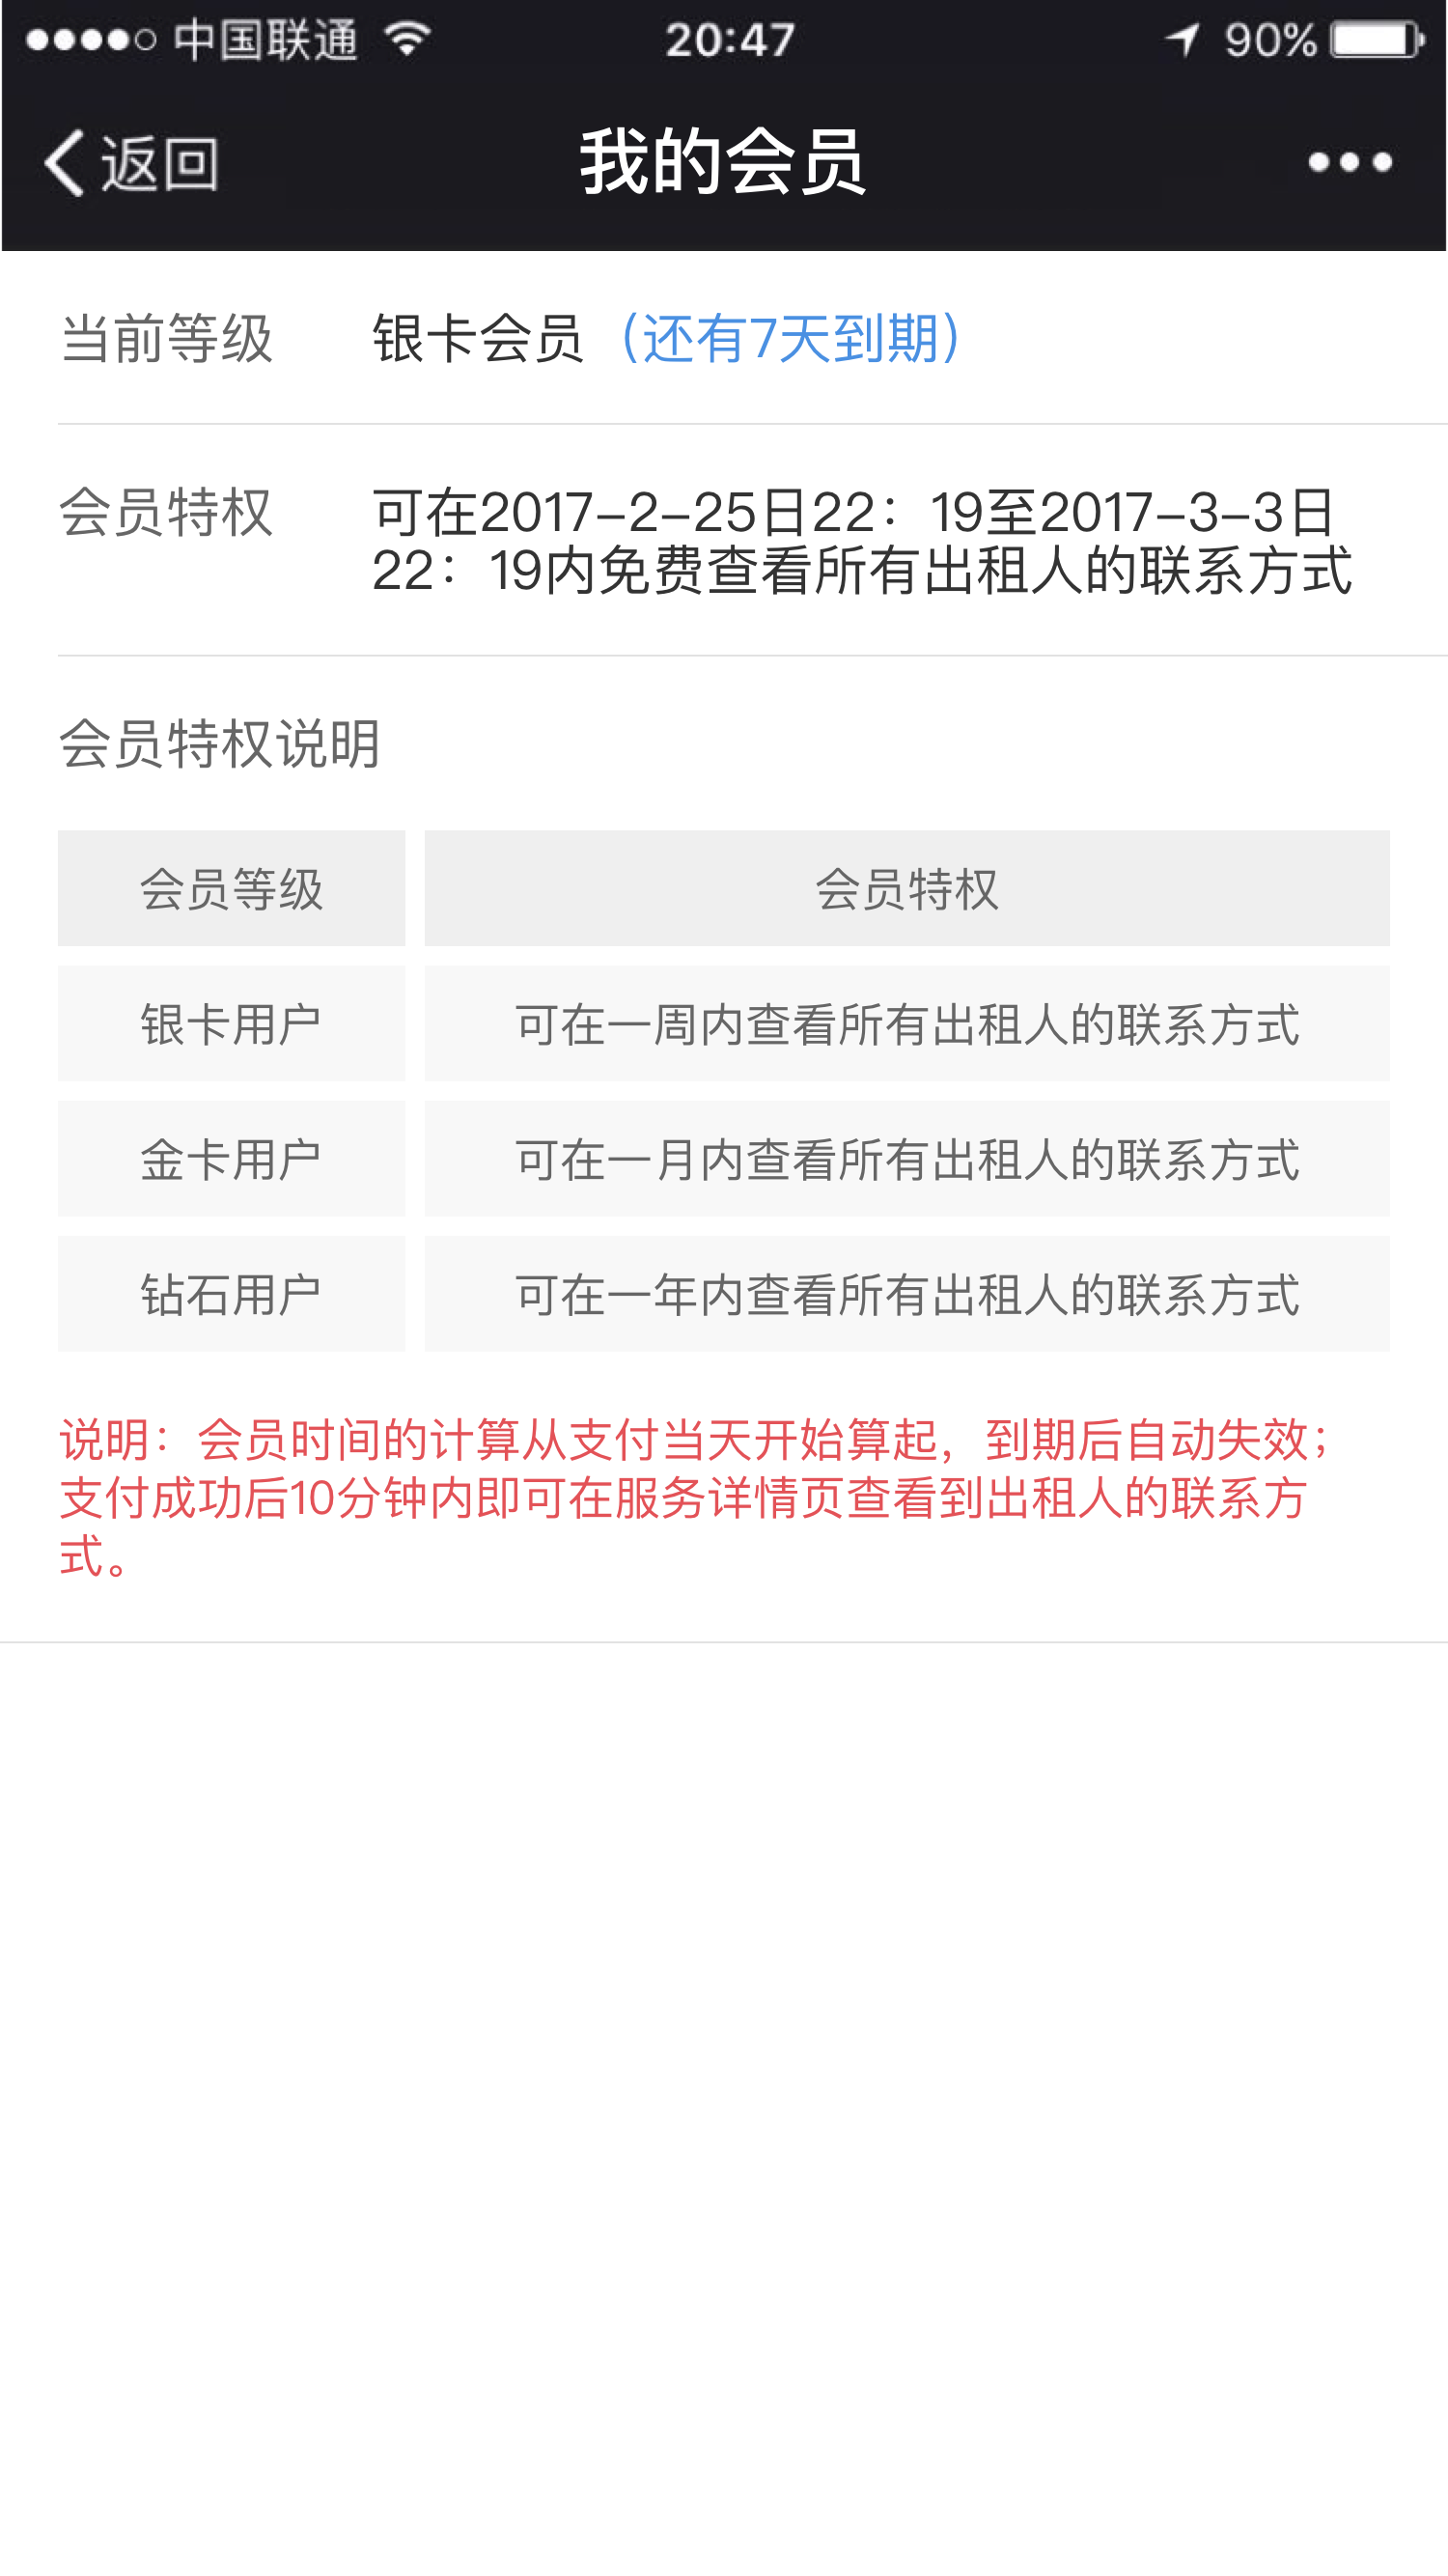 中国联通 20:47 90%
返回 我的会员
当前等级 银卡会员（还有7天到期）
会员特权 可在2017-2-25日22：19至2017-3-3日
22：19内免费查看所有出租人的联系方式
会员特权说明
会员等级 会员特权
银卡用户 可在一周内查看所有出租人的联系方式
金卡用户 可在一月内查看所有出租人的联系方式
钻石用户 可在一年内查看所有出租人的联系方式
说明：会员时间的计算从支付当天开始算起，到期后自动失效；
支付成功后10分钟内即可在服务详情页查看到出租人的联系方
式。